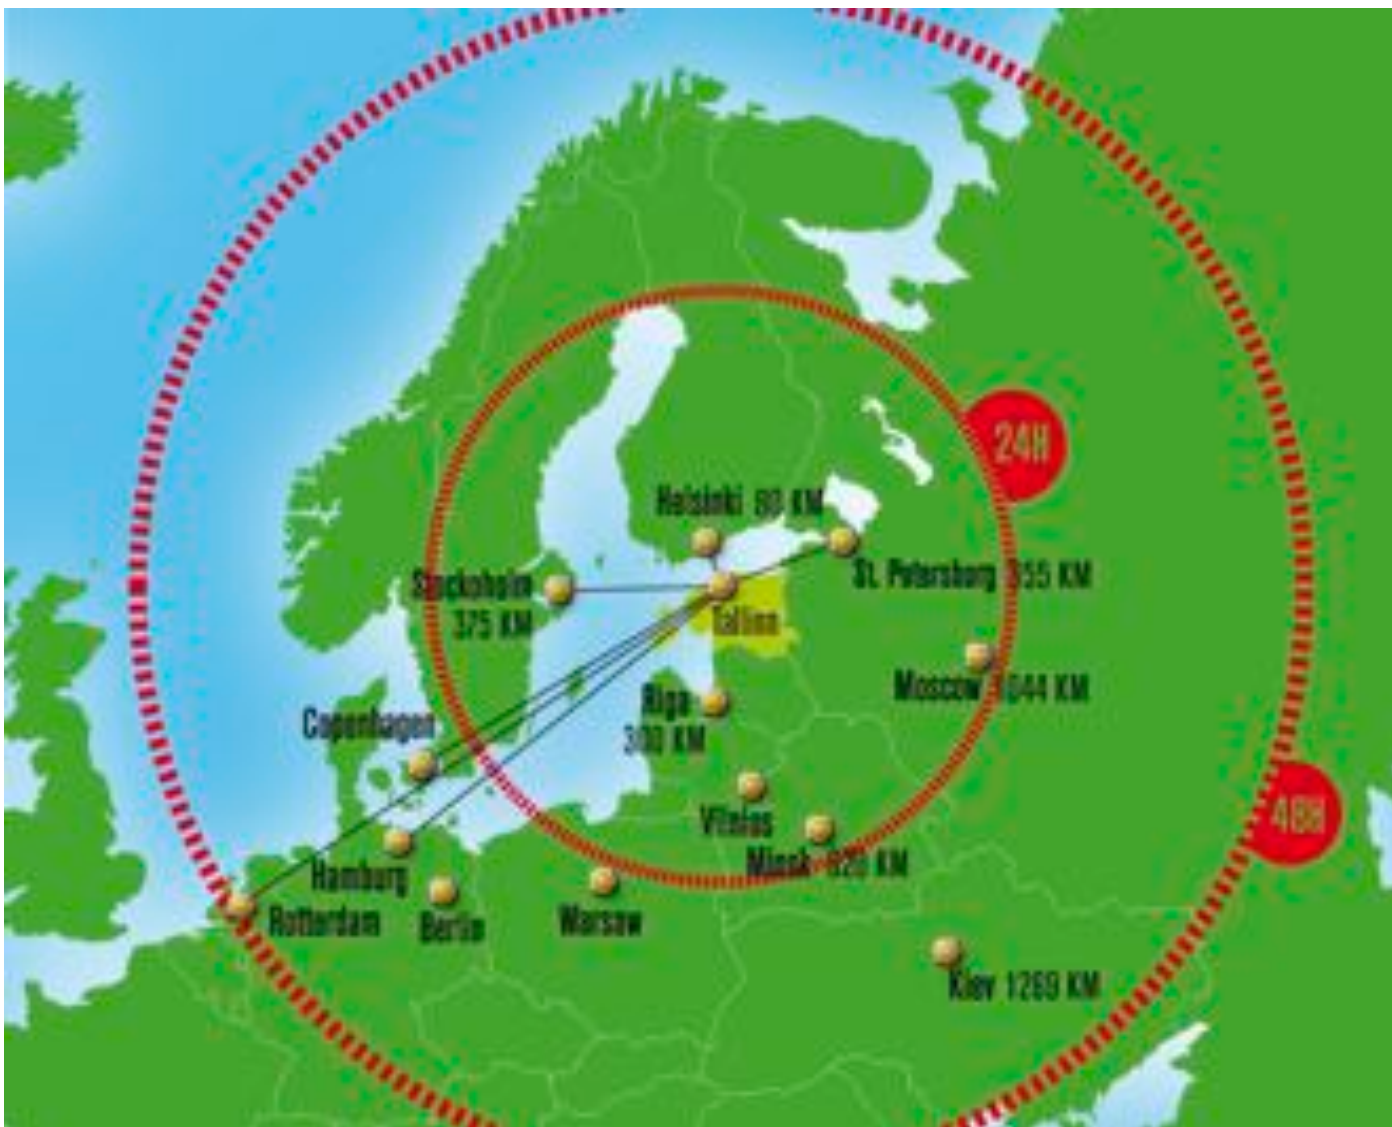 24H
Helsinki 80 KM
Stockoholm
375 KM
St. Petersburg 355 KM
Tallinn
Moscow 1044 KM
Riga
300 KM
Copenhagen
48H
Vilnius
Minsk 820 KM
Hamburg
Rotterdam
Berlin
Warsaw
Kiev 1269 KM